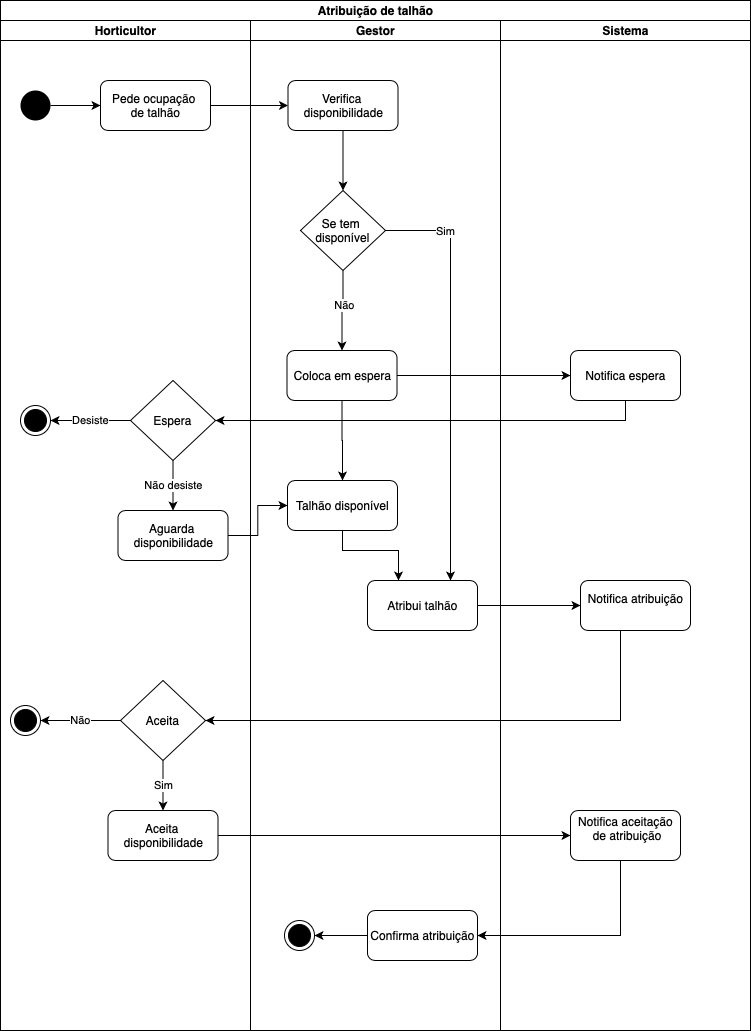 Atribuição de talhão
Horticultor
Gestor
Sistema
Pede ocupação
de talhão
Verifica
disponibilidade
Se tem
disponível
Sim
Não
Coloca em espera
Notifica espera
Desiste
Espera
Não desiste
Talhão disponível
Aguarda
disponibilidade
Atribui talhão
Notifica atribuição
Não
Aceita
Sim
Aceita
disponibilidade
Notifica aceitação
de atribuição
Confirma atribuição